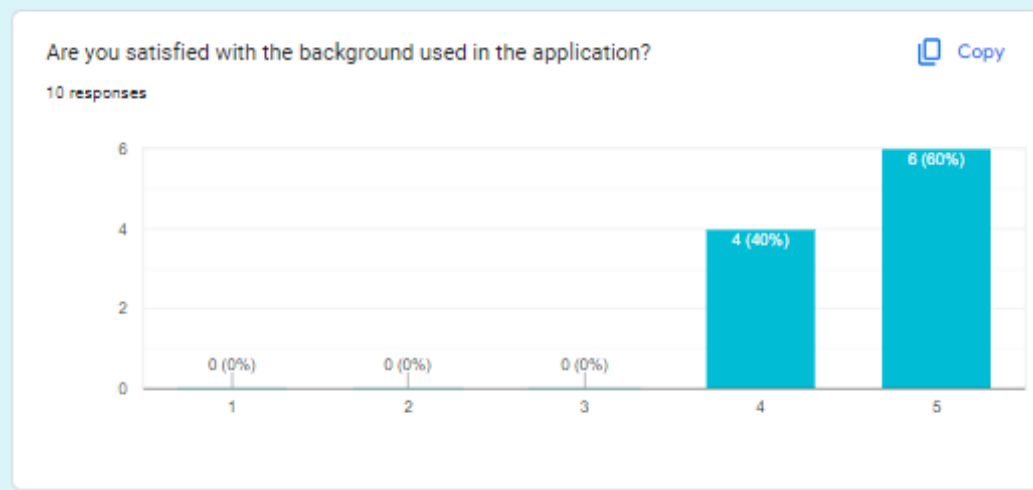 Are you satisfied with the background used in the application?
Copy
10 responses
6
6 (60%)
4
4 (40%)
2
0 (0%) 0 (0%) 0 (0%)
0
1 2 3 4 5